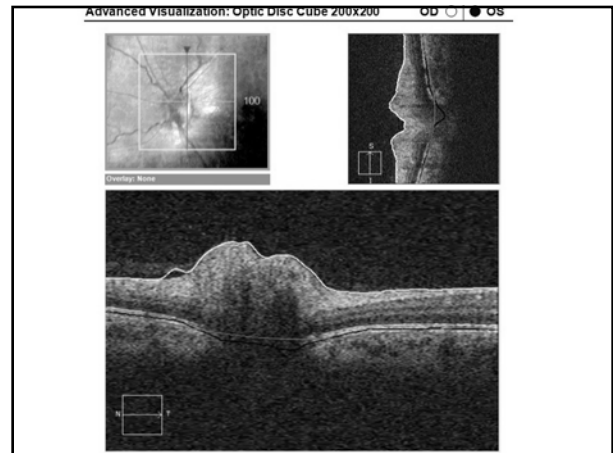 Advanced Visualization: Optic Disc Cube 200x200 OD OS
100
S
I
Overlay: None
N T